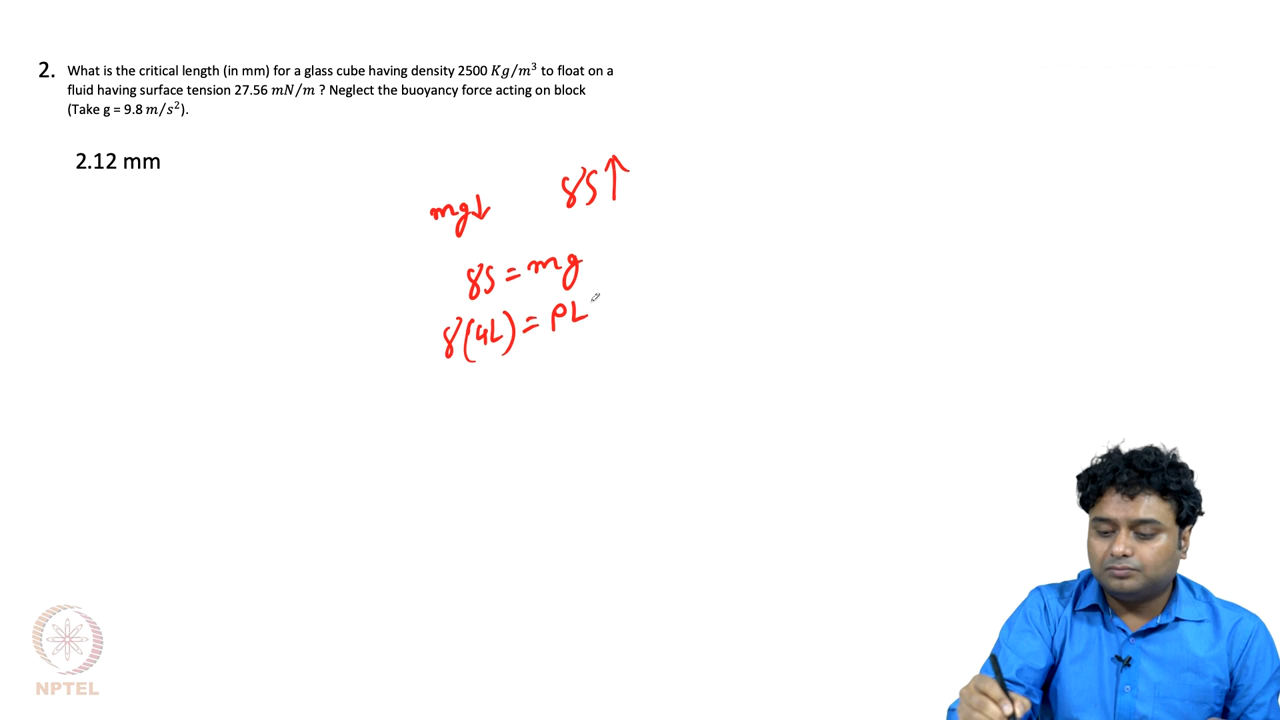 2. What is the critical length (in mm) for a glass cube having density 2500 Kg/m³ to float on a
fluid having surface tension 27.56 mN/m ? Neglect the buoyancy force acting on block
(Take g = 9.8 m/s²).
2.12 mm
mg↓ γS↑
γS = mg
γ(4L) = ρL
NPTEL